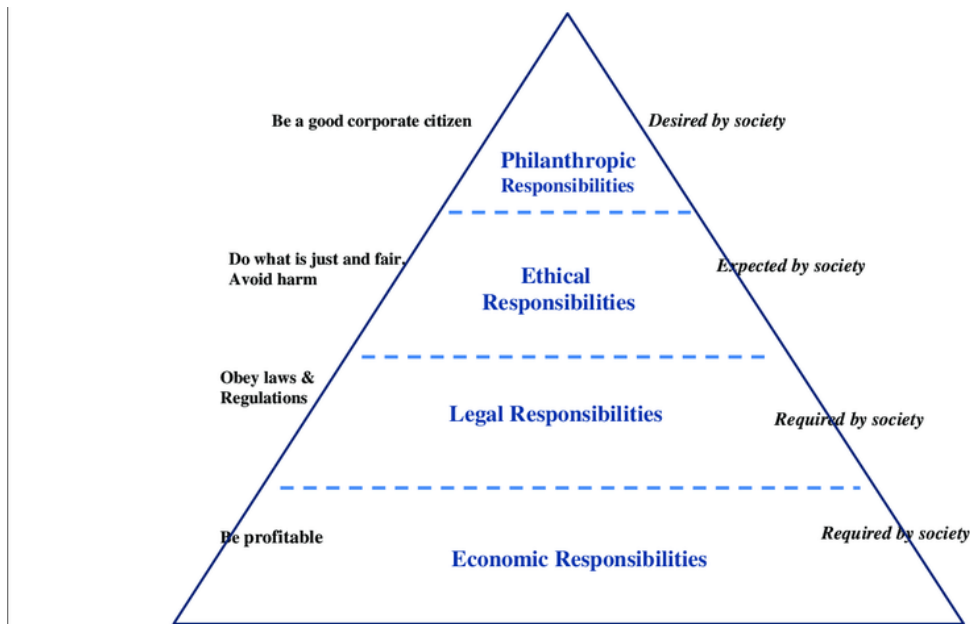 Be a good corporate citizen
Desired by society
Philanthropic
Responsibilities
Do what is just and fair,
Avoid harm
Expected by society
Ethical
Responsibilities
Obey laws &
Regulations
Legal Responsibilities
Required by society
Be profitable
Required by society
Economic Responsibilities